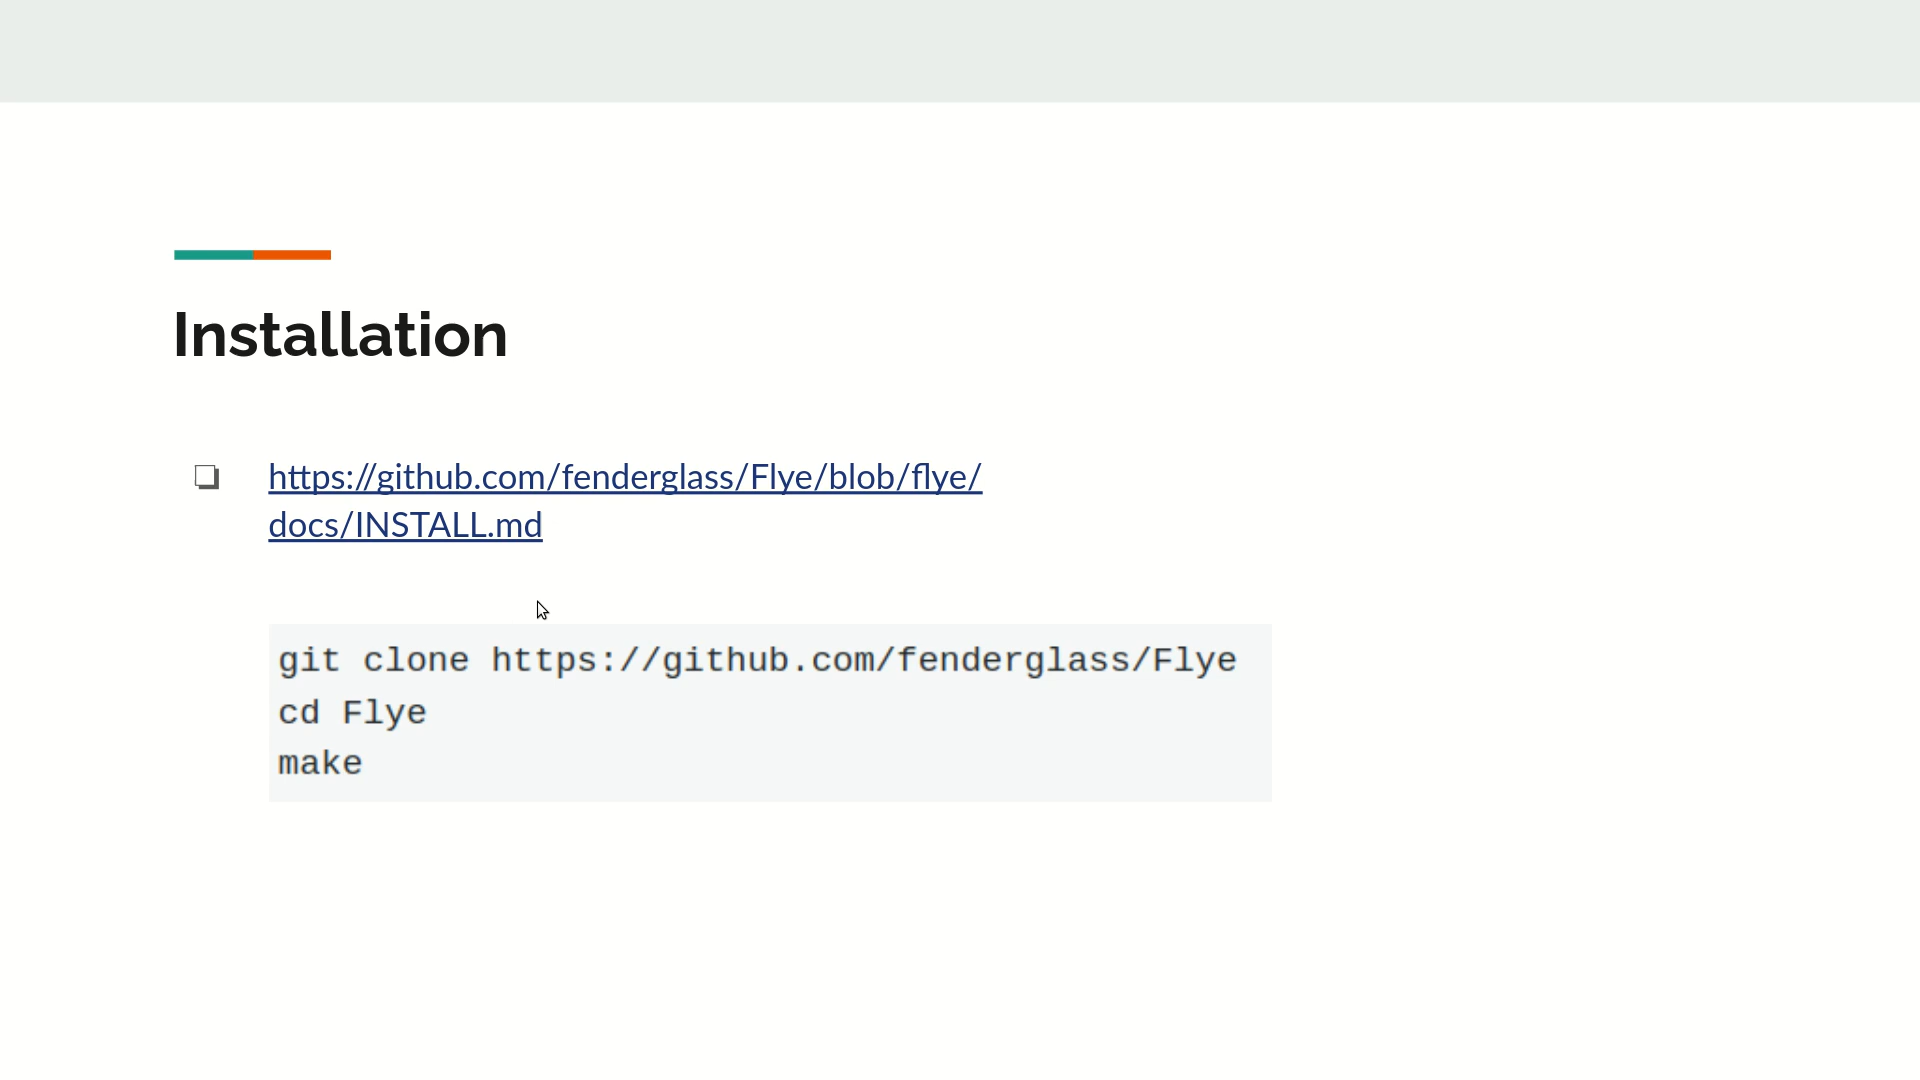 Installation
https://github.com/fenderglass/Flye/blob/flye/
docs/INSTALL.md
git clone https://github.com/fenderglass/Flye
cd Flye
make